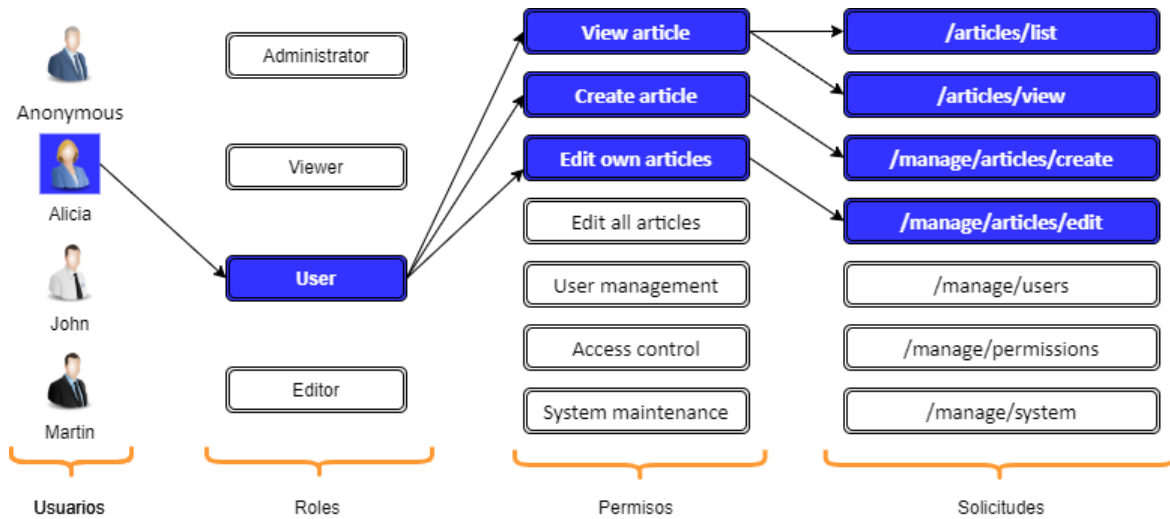 Anonymous
Alicia
John
Martin
Usuarios
Administrator
Viewer
User
Editor
Roles
View article
Create article
Edit own articles
Edit all articles
User management
Access control
System maintenance
Permisos
/articles/list
/articles/view
/manage/articles/create
/manage/articles/edit
/manage/users
/manage/permissions
/manage/system
Solicitudes